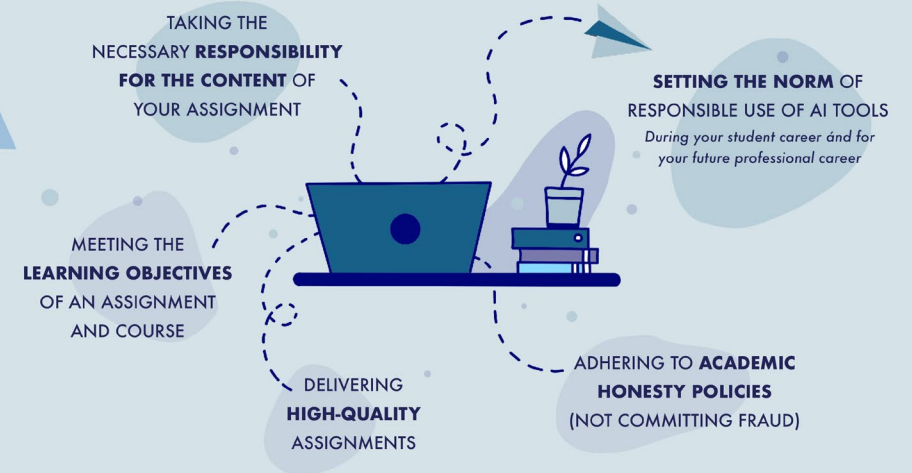 TAKING THE
NECESSARY RESPONSIBILITY
FOR THE CONTENT OF
YOUR ASSIGNMENT
SETTING THE NORM OF
RESPONSIBLE USE OF AI TOOLS
During your student career ánd for
your future professional career
MEETING THE
LEARNING OBJECTIVES
OF AN ASSIGNMENT
AND COURSE
DELIVERING
HIGH-QUALITY
ASSIGNMENTS
ADHERING TO ACADEMIC
HONESTY POLICIES
(NOT COMMITTING FRAUD)